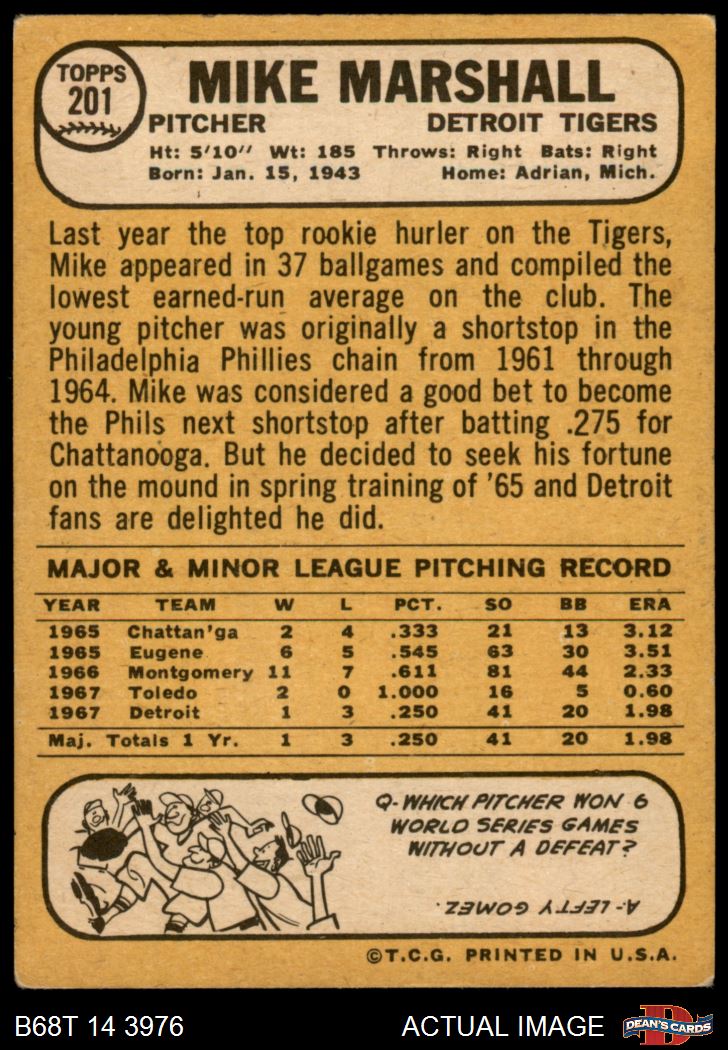 TOPPS
201
MIKE MARSHALL
PITCHER DETROIT TIGERS
Ht: 5'10" Wt: 185 Throws: Right Bats: Right
Born: Jan. 15, 1943 Home: Adrian, Mich.
Last year the top rookie hurler on the Tigers,
Mike appeared in 37 ballgames and compiled the
lowest earned-run average on the club. The
young pitcher was originally a shortstop in the
Philadelphia Phillies chain from 1961 through
1964. Mike was considered a good bet to become
the Phils next shortstop after batting .275 for
Chattanooga. But he decided to seek his fortune
on the mound in spring training of '65 and Detroit
fans are delighted he did.
MAJOR & MINOR LEAGUE PITCHING RECORD
YEAR TEAM W L PCT. SO BB ERA
1965 Chattan'ga 2 4 .333 21 13 3.12
1965 Eugene 6 5 .545 63 30 3.51
1966 Montgomery 11 7 .611 81 44 2.33
1967 Toledo 2 0 1.000 16 5 0.60
1967 Detroit 1 3 .250 41 20 1.98
Maj. Totals 1 Yr. 1 3 .250 41 20 1.98
Q-WHICH PITCHER WON 6
WORLD SERIES GAMES
WITHOUT A DEFEAT?
A-LEFTY GOMEZ.
©T.C.G. PRINTED IN U.S.A.
B68T 14 3976 ACTUAL IMAGE D DEAN'S CARDS